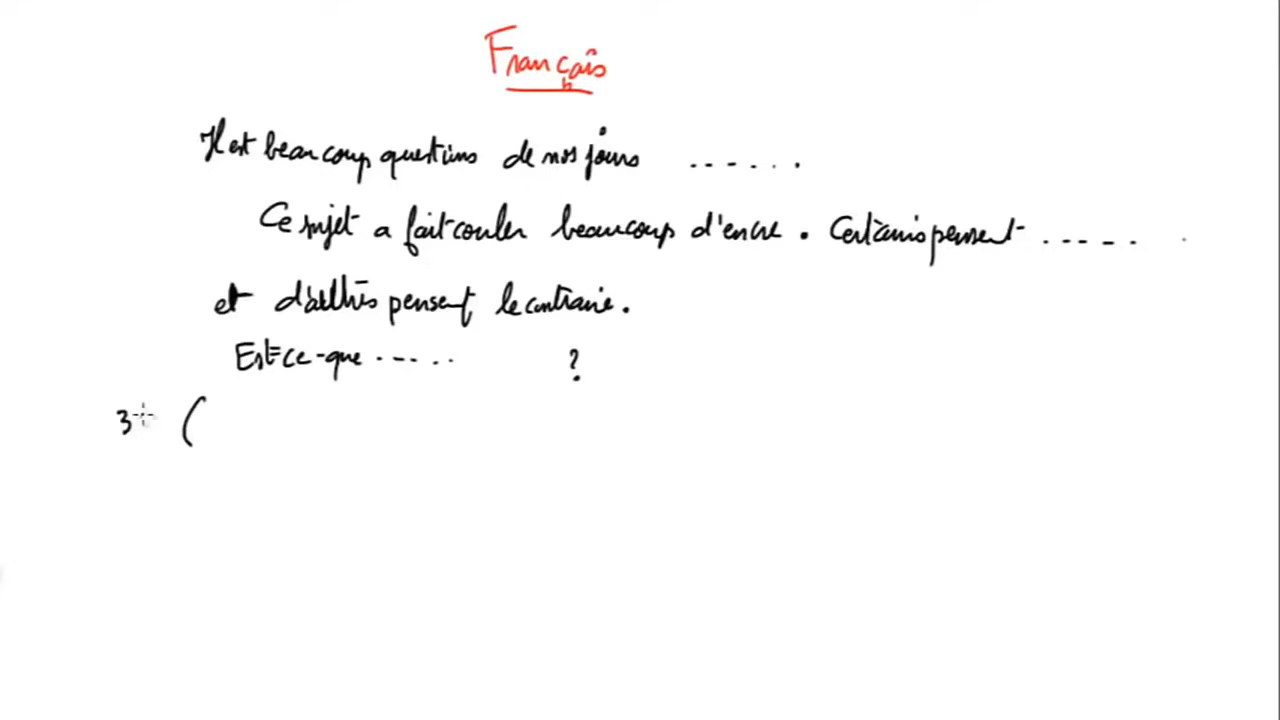 Français
Il est beaucoup questions de nos jours ......
Ce sujet a fait couler beaucoup d'encre. Certains pensent .....
et d'autres pensent le contraire.
Est-ce-que ..... ?
3 (